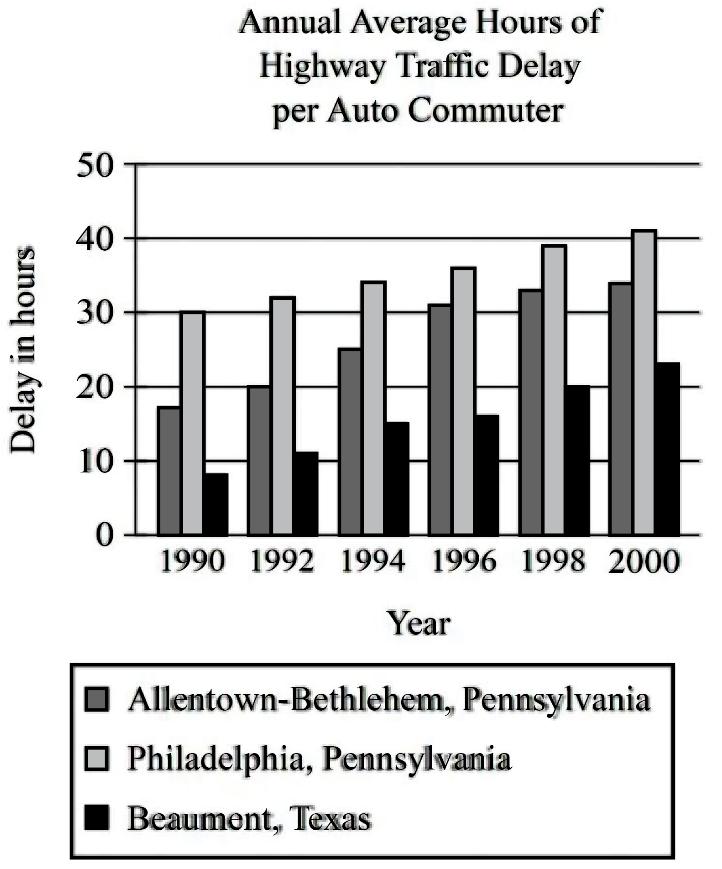 Annual Average Hours of
Highway Traffic Delay
per Auto Commuter
Delay in hours
50
40
30
20
10
0
1990 1992 1994 1996 1998 2000
Year
Allentown-Bethlehem, Pennsylvania
Philadelphia, Pennsylvania
Beaumont, Texas